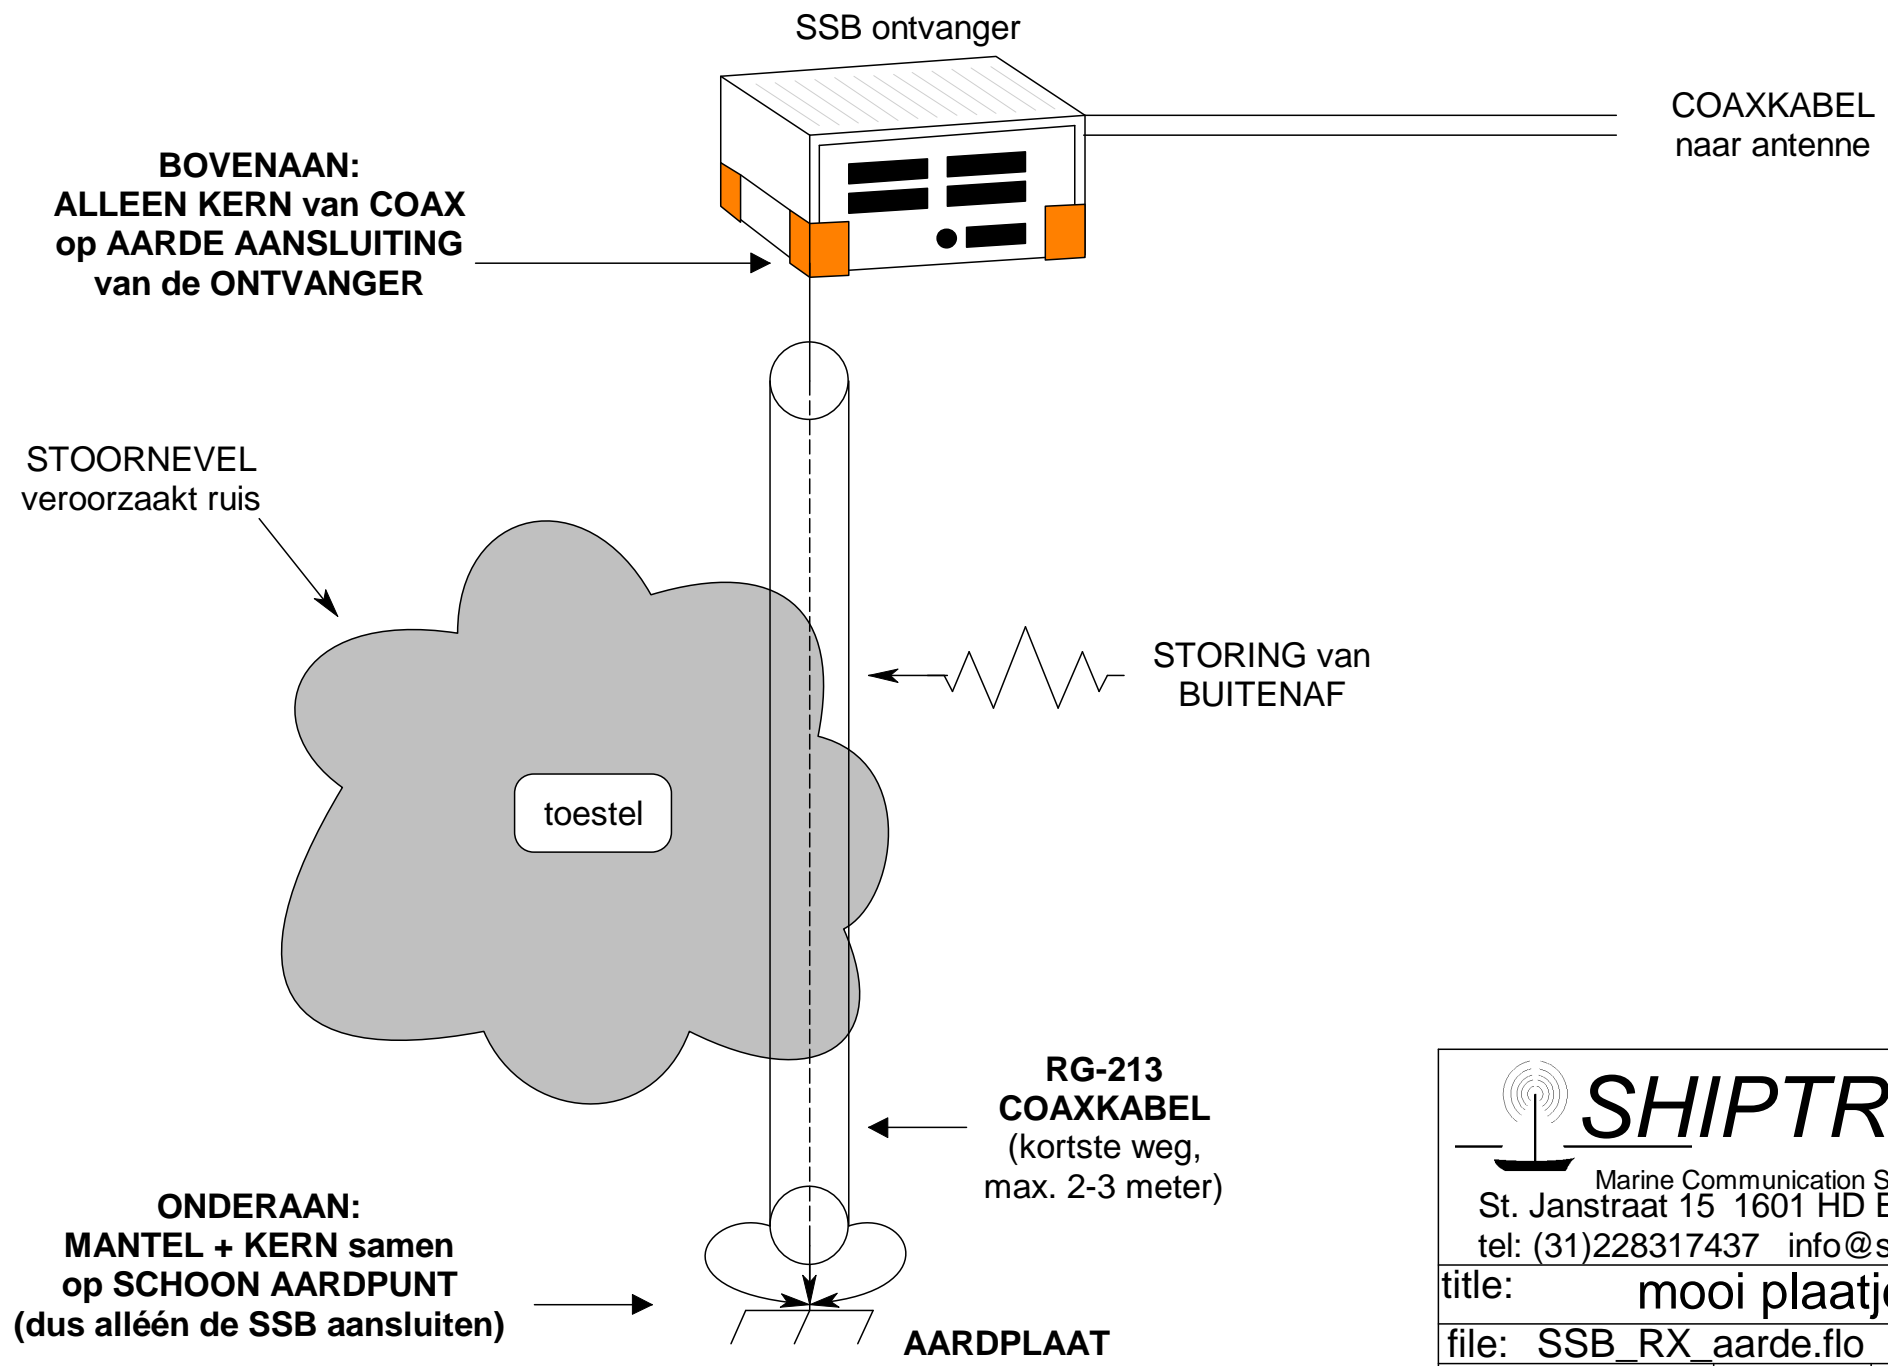 SSB ontvanger
COAXKABEL
naar antenne
BOVENAAN:
ALLEEN KERN van COAX
op AARDE AANSLUITING
van de ONTVANGER
STOORNEVEL
veroorzaakt ruis
STORING van
BUITENAF
toestel
RG-213
COAXKABEL
(kortste weg,
max. 2-3 meter)
ONDERAAN:
MANTEL + KERN samen
op SCHOON AARDPUNT
(dus alléén de SSB aansluiten)
AARDPLAAT
SHIPTR
Marine Communication S
St. Janstraat 15 1601 HD E
tel: (31)228317437 info@s
title: mooi plaatje
file: SSB_RX_aarde.flo